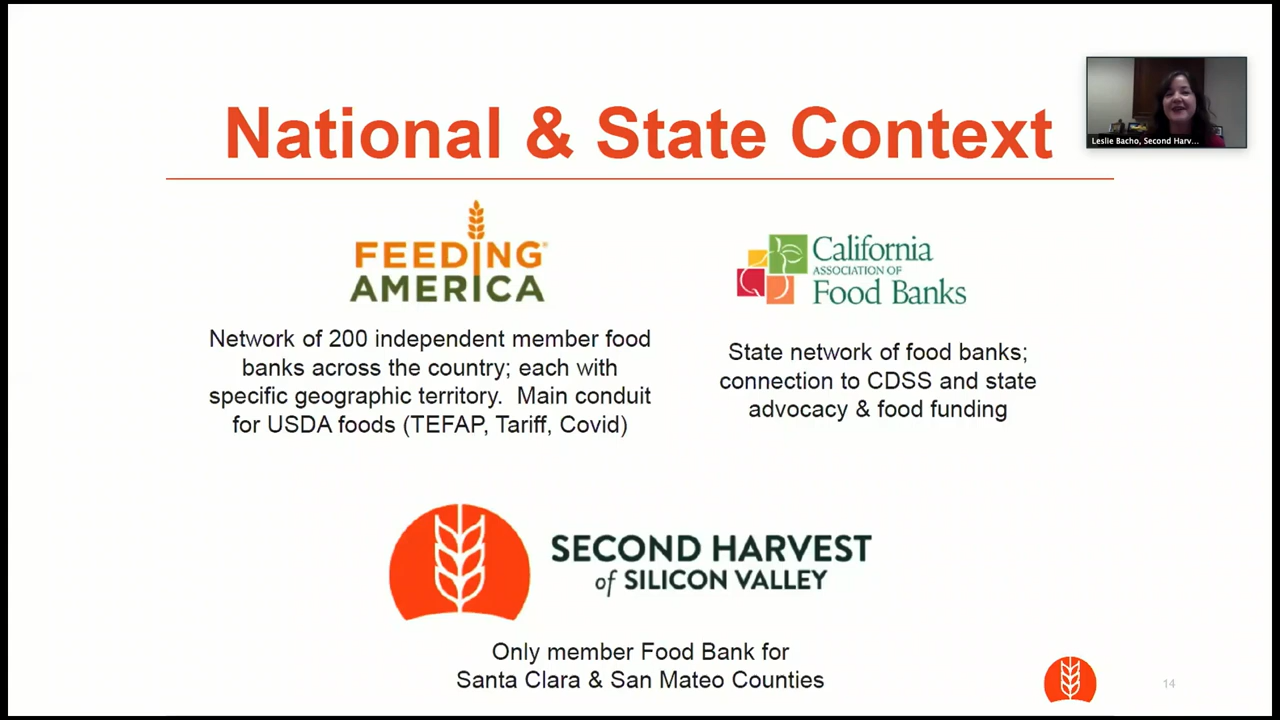 National & State Context
Leslie Bacho, Second Harv...
FEEDING
AMERICA
Network of 200 independent member food
banks across the country; each with
specific geographic territory.  Main conduit
for USDA foods (TEFAP, Tariff, Covid)
California
ASSOCIATION OF
Food Banks
State network of food banks;
connection to CDSS and state
advocacy & food funding
SECOND HARVEST
of SILICON VALLEY
Only member Food Bank for
Santa Clara & San Mateo Counties
14